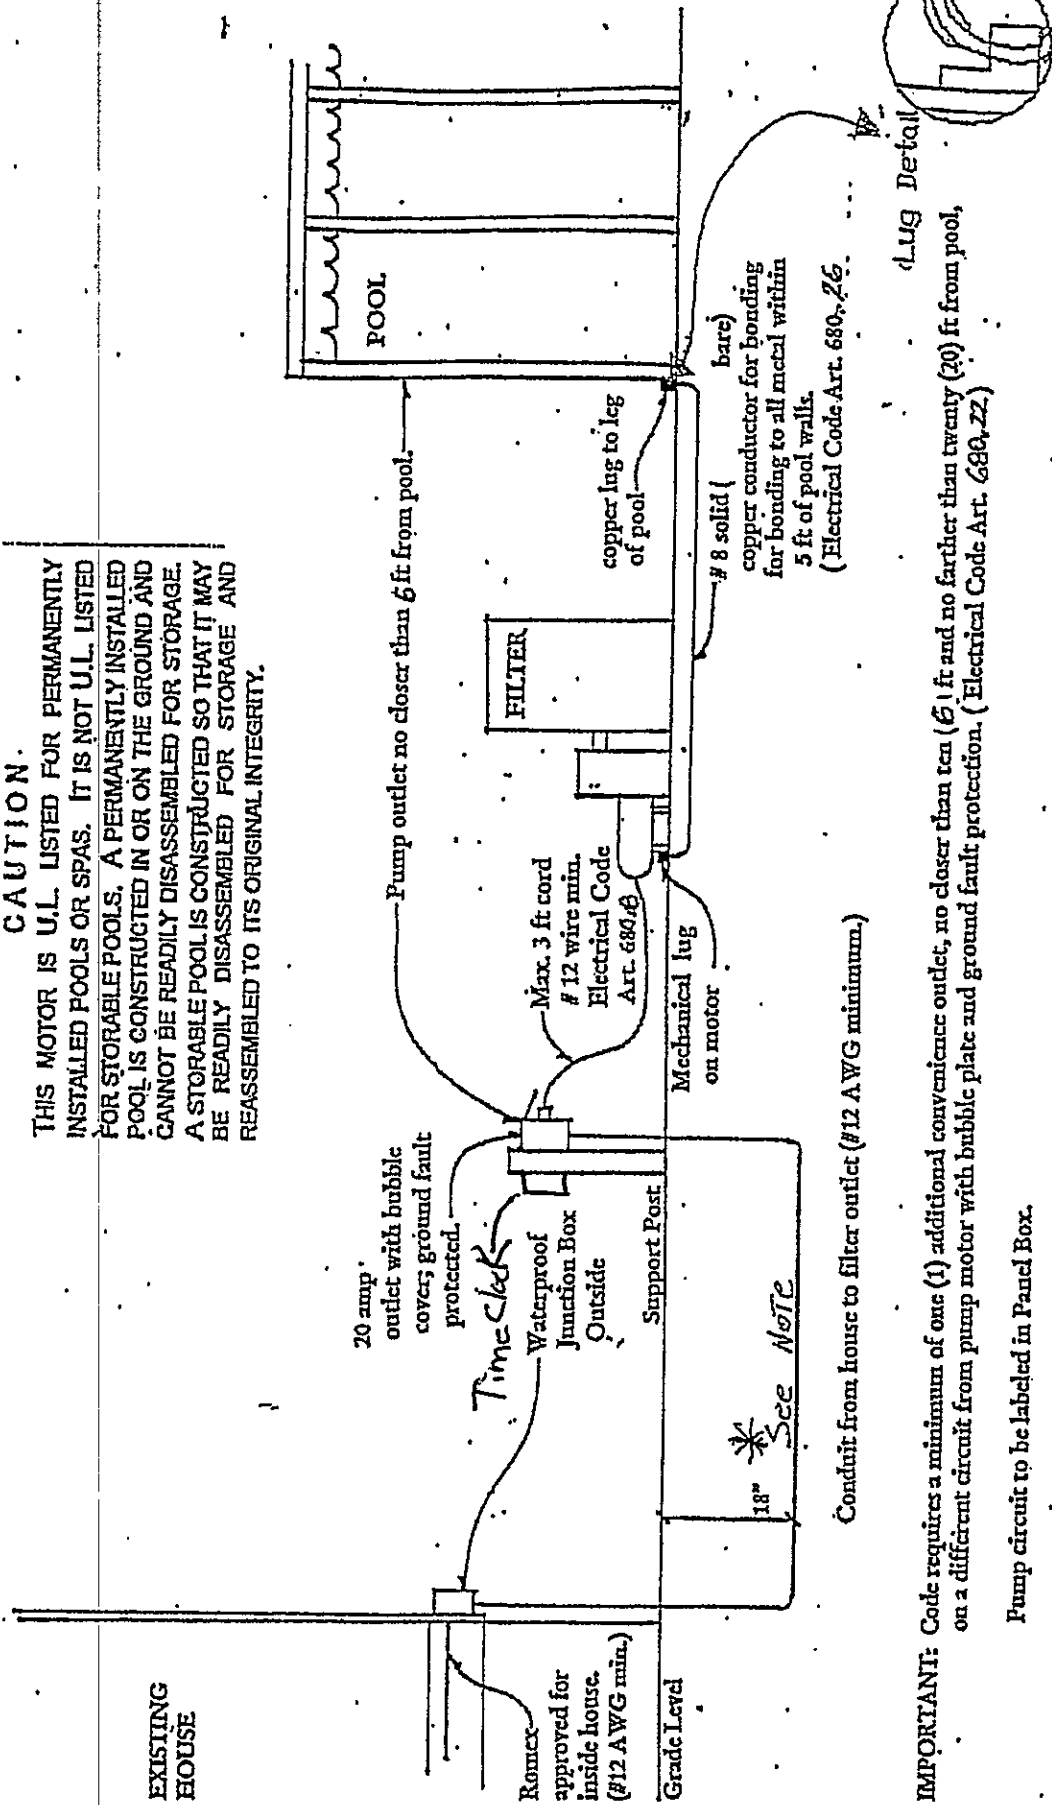 CAUTION.
THIS MOTOR IS U.L. LISTED FOR PERMANENTLY
INSTALLED POOLS OR SPAS. IT IS NOT U.L. LISTED
FOR STORABLE POOLS. A PERMANENTLY INSTALLED
POOL IS CONSTRUCTED IN OR ON THE GROUND AND
CANNOT BE READILY DISASSEMBLED FOR STORAGE.
A STORABLE POOL IS CONSTRUCTED SO THAT IT MAY
BE READILY DISASSEMBLED FOR STORAGE AND
REASSEMBLED TO ITS ORIGINAL INTEGRITY.
EXISTING
HOUSE
Pump outlet no closer than 6 ft from pool.
POOL
20 amp
outlet with bubble
cover; ground fault
protected.
Time Clock
Waterproof
Junction Box
Outside
Support Post
Max. 3 ft cord
# 12 wire min.
Electrical Code
Art. 680.8
FILTER
copper lug to leg
of pool
Romex
approved for
inside house.
(#12 AWG min.)
Grade Level
Mechanical lug
on motor
# 8 solid ( bare)
copper conductor for bonding
for bonding to all metal within
5 ft of pool walls.
(Electrical Code Art. 680.26
18"
See NOTE
Lug Detail
Conduit from house to filter outlet (#12 AWG minimum.)
IMPORTANT: Code requires a minimum of one (1) additional convenience outlet, no closer than ten (6) ft and no farther than twenty (20) ft from pool,
on a different circuit from pump motor with bubble plate and ground fault protection. (Electrical Code Art. 680.22)
Pump circuit to be labeled in Panel Box.